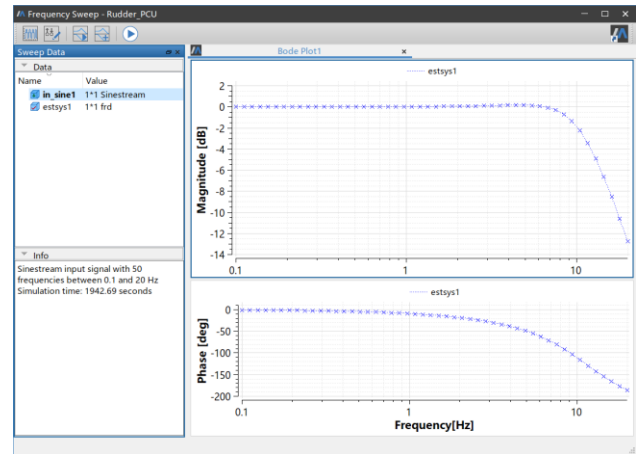 Frequency Sweep - Rudder_PCU
Sweep Data
Data
Name Value
in_sine1 1*1 Sinestream
estsys1 1*1 frd
Info
Sinestream input signal with 50
frequencies between 0.1 and 20 Hz
Simulation time: 1942.69 seconds
Bode Plot1 x
estsys1
Magnitude [dB]
2
0
-2
-4
-6
-8
-10
-12
-14
0.1 1 10
estsys1
Phase [deg]
0
-50
-100
-150
-200
0.1 1 10
Frequency[Hz]